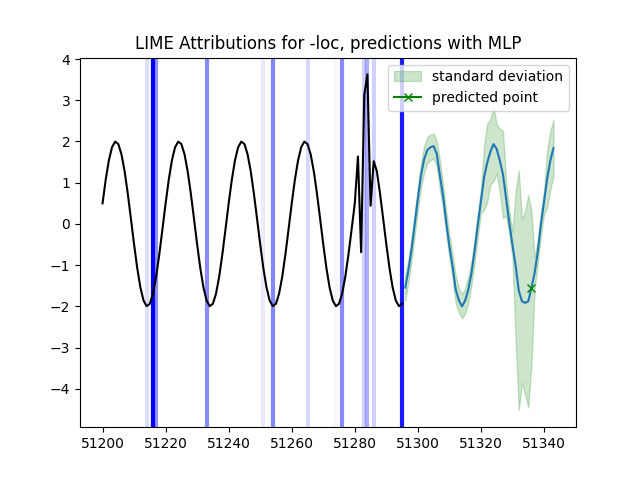 LIME Attributions for -loc, predictions with MLP
standard deviation
predicted point
4
3
2
1
0
−1
−2
−3
−4
51200 51220 51240 51260 51280 51300 51320 51340